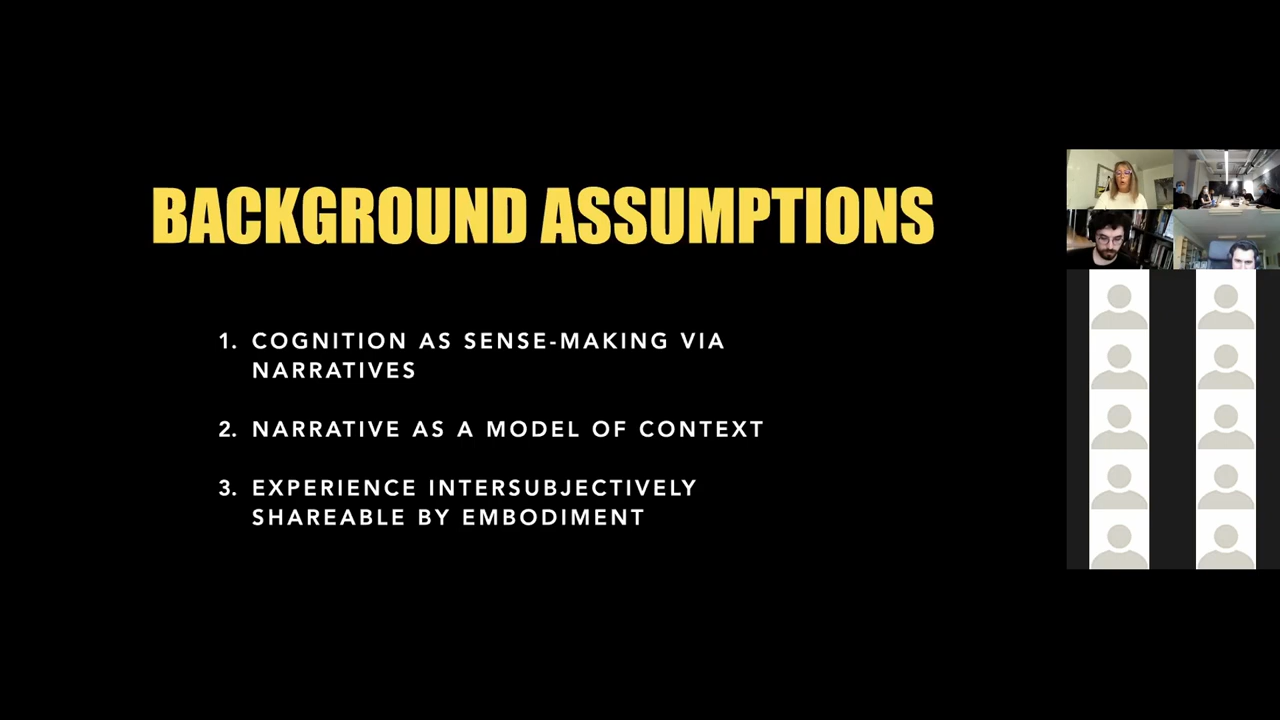 BACKGROUND ASSUMPTIONS
1. COGNITION AS SENSE-MAKING VIA
NARRATIVES
2. NARRATIVE AS A MODEL OF CONTEXT
3. EXPERIENCE INTERSUBJECTIVELY
SHAREABLE BY EMBODIMENT